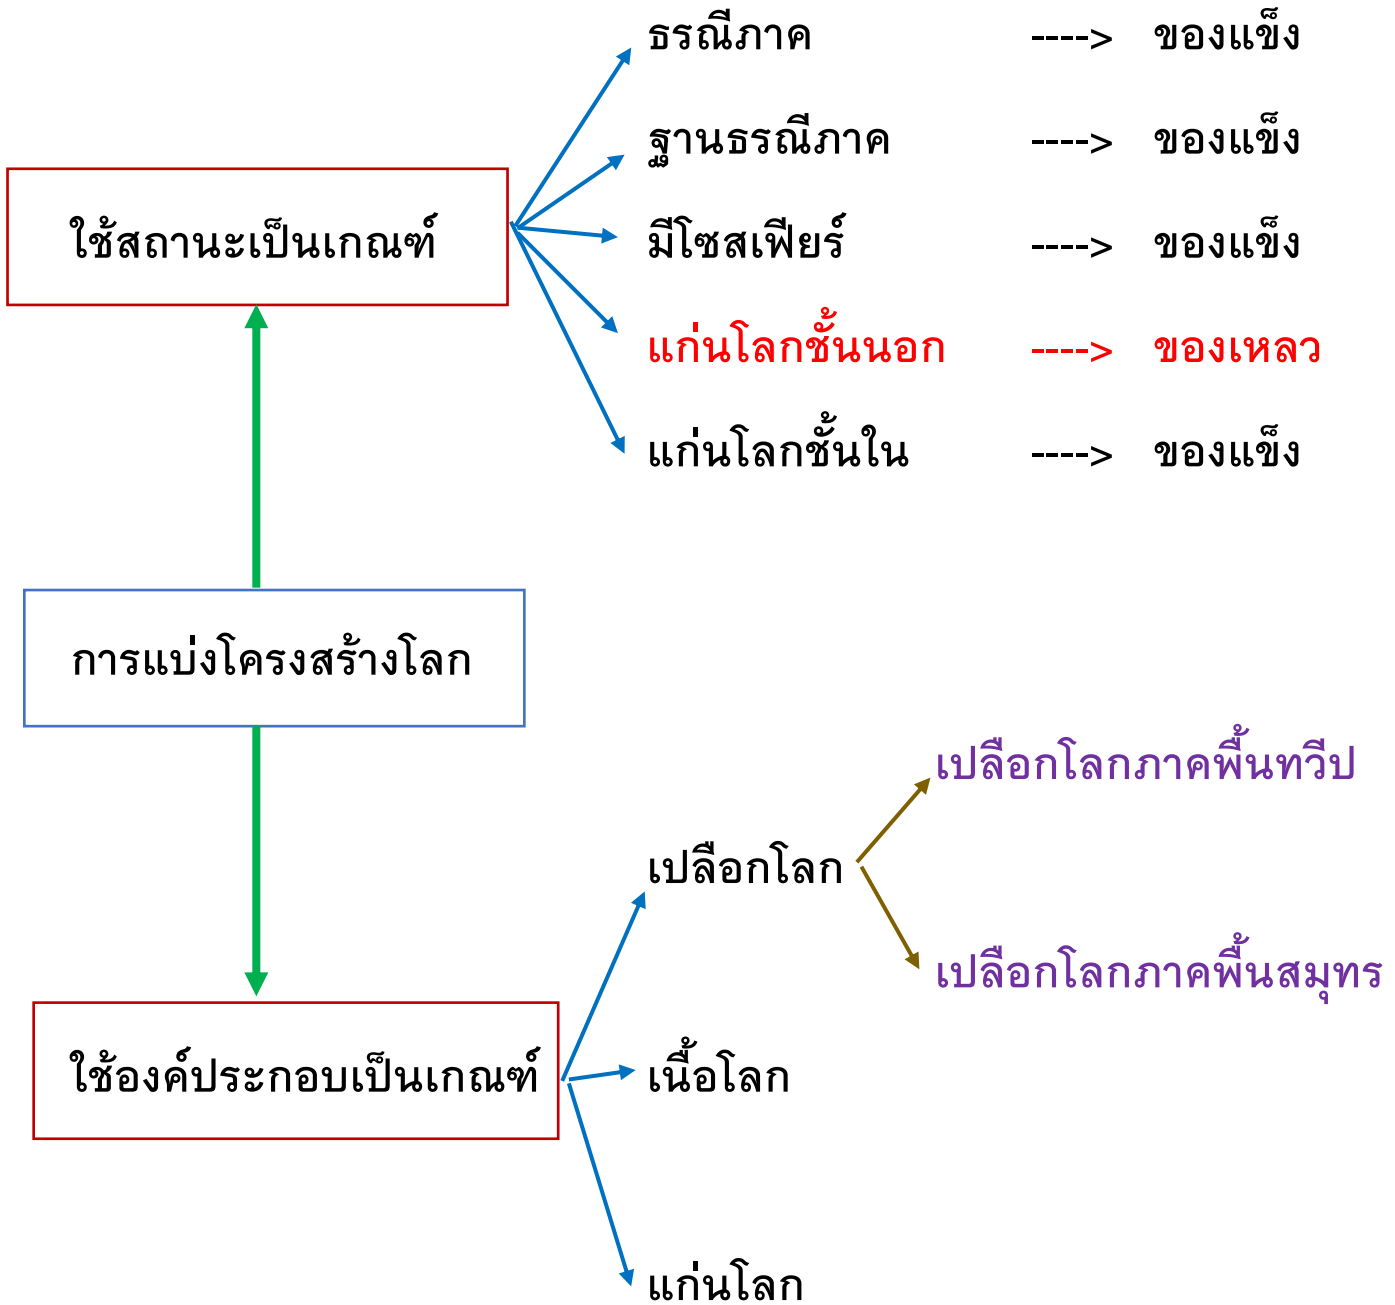 ธรณีภาค ----> ของแข็ง
ฐานธรณีภาค ----> ของแข็ง
ใช้สถานะเป็นเกณฑ์
มีโซสเฟียร์ ----> ของแข็ง
แก่นโลกชั้นนอก ----> ของเหลว
แก่นโลกชั้นใน ----> ของแข็ง
การแบ่งโครงสร้างโลก
เปลือกโลกภาคพื้นทวีป
เปลือกโลก
เปลือกโลกภาคพื้นสมุทร
ใช้องค์ประกอบเป็นเกณฑ์
เนื้อโลก
แก่นโลก